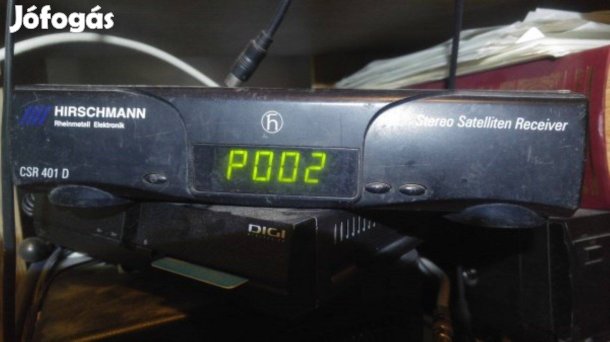 Jófogás
HIRSCHMANN
Rheinmetall Elektronik
h
Stereo Satelliten Receiver
P002
CSR 401 D
DIGI